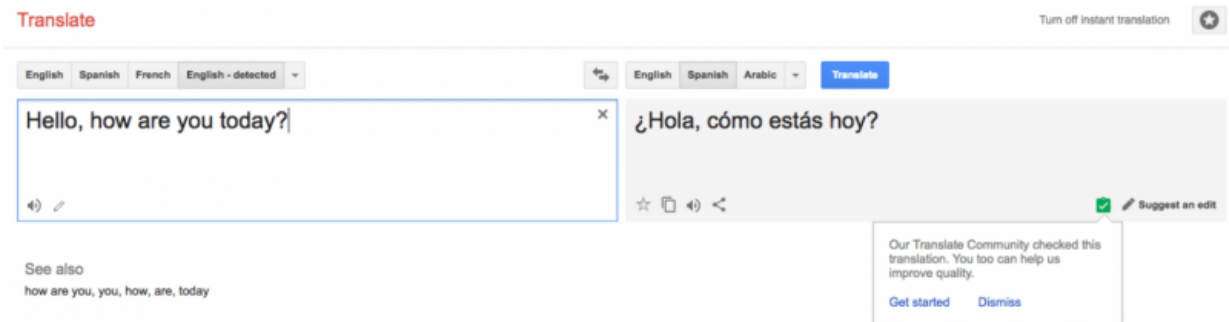 Translate
Turn off instant translation
English Spanish French English - detected
English Spanish Arabic Translate
Hello, how are you today?
¿Hola, cómo estás hoy?
Suggest an edit
Our Translate Community checked this
translation. You too can help us
improve quality.
Get started Dismiss
See also
how are you, you, how, are, today